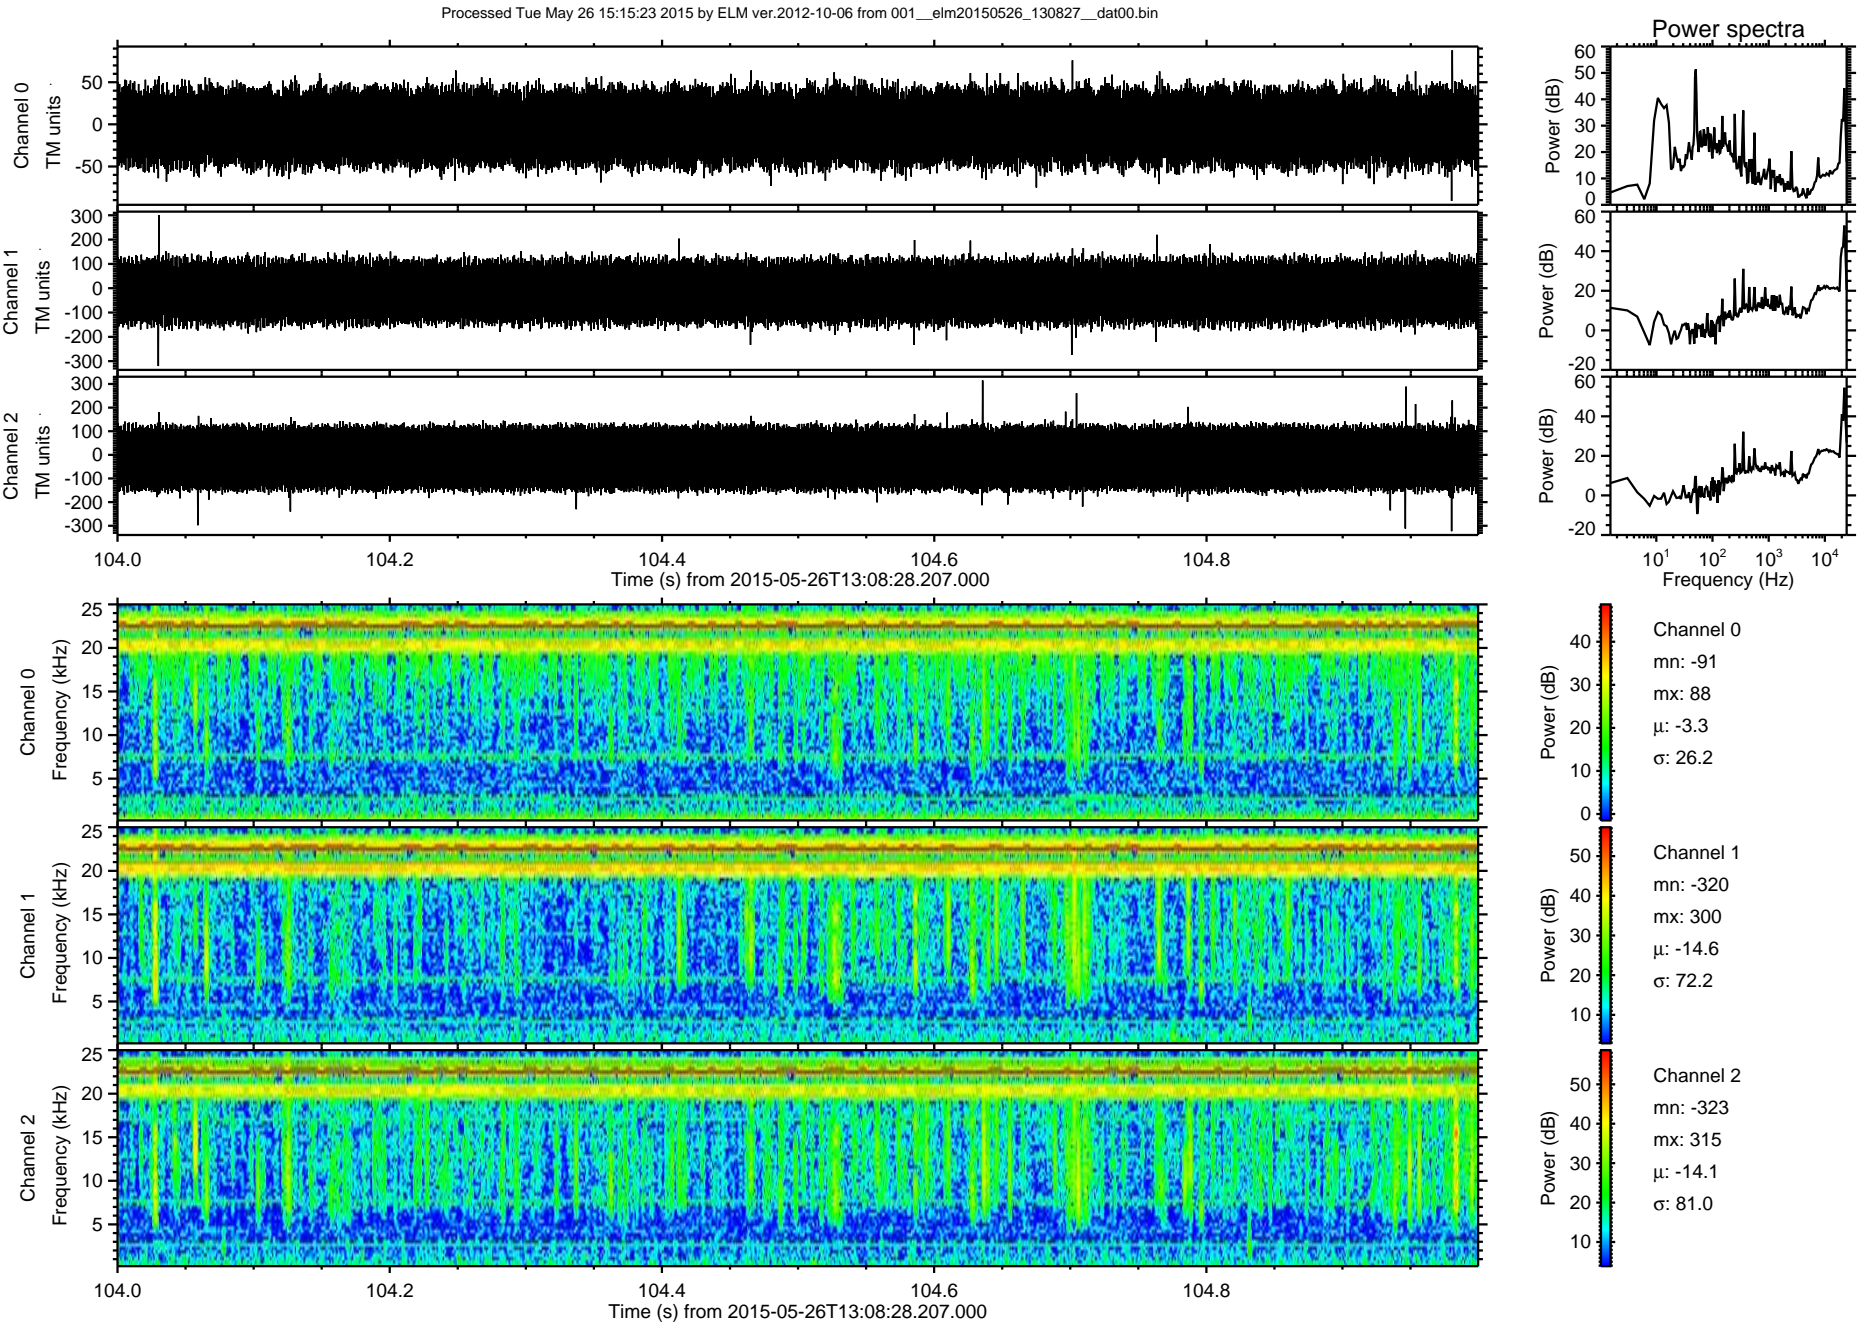 Processed Tue May 26 15:15:23 2015 by ELM ver.2012-10-06 from 001__elm20150526_130827__dat00.bin
Power spectra
Channel 0
TM units
50
0
-50
Power (dB)
60
50
40
30
20
10
0
Channel 1
TM units
300
200
100
0
-100
-200
-300
Power (dB)
60
40
20
0
-20
Channel 2
TM units
300
200
100
0
-100
-200
-300
Power (dB)
60
40
20
0
-20
104.0 104.2 104.4 104.6 104.8
Time (s) from 2015-05-26T13:08:28.207.000
10¹ 10² 10³ 10⁴
Frequency (Hz)
Channel 0
Frequency (kHz)
25
20
15
10
5
Power (dB)
40
30
20
10
0
Channel 0
mn: -91
mx: 88
μ: -3.3
σ: 26.2
Channel 1
Frequency (kHz)
25
20
15
10
5
Power (dB)
50
40
30
20
10
Channel 1
mn: -320
mx: 300
μ: -14.6
σ: 72.2
Channel 2
Frequency (kHz)
25
20
15
10
5
Power (dB)
50
40
30
20
10
Channel 2
mn: -323
mx: 315
μ: -14.1
σ: 81.0
104.0 104.2 104.4 104.6 104.8
Time (s) from 2015-05-26T13:08:28.207.000